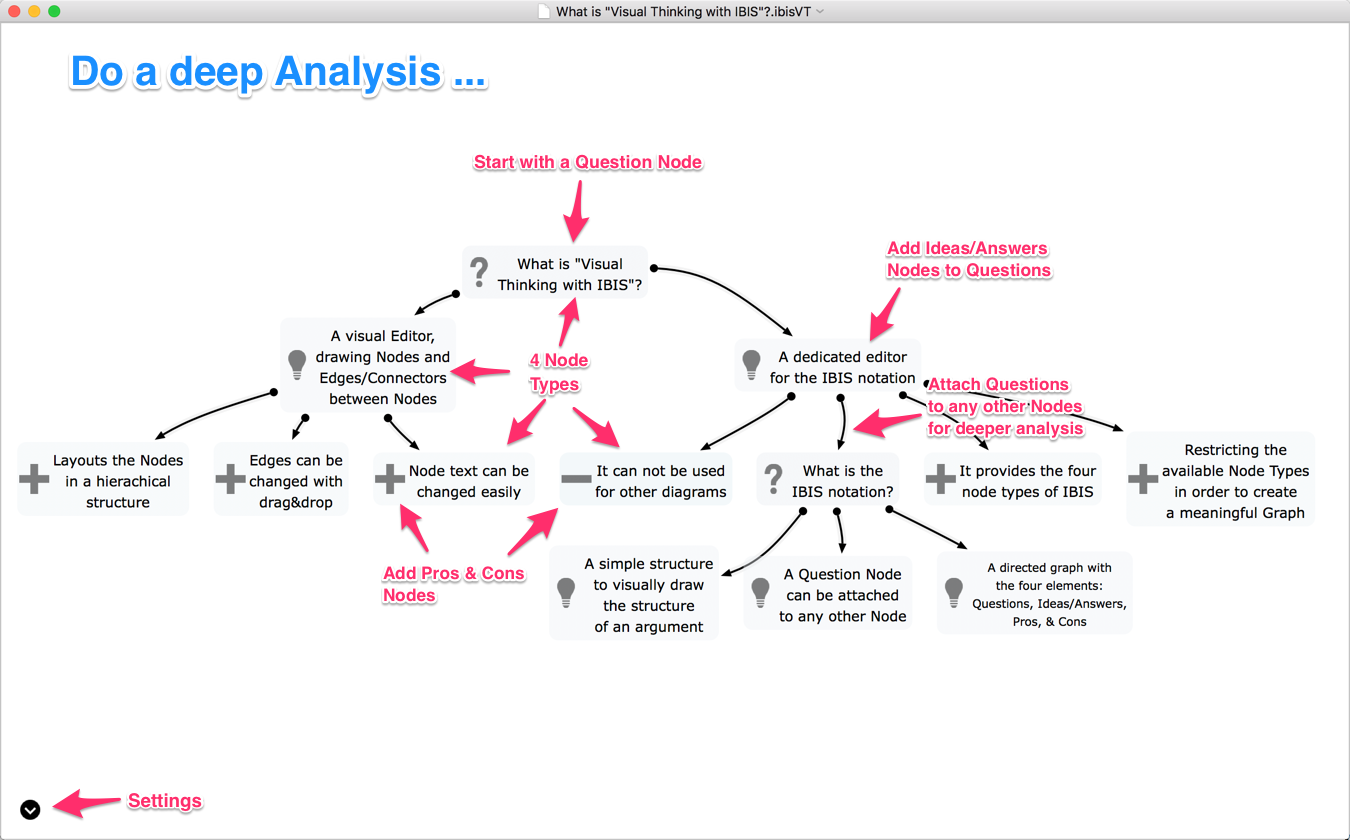 What is "Visual Thinking with IBIS"?.ibisVT
Do a deep Analysis ...
Start with a Question Node
What is "Visual
Thinking with IBIS"?
Add Ideas/Answers
Nodes to Questions
A visual Editor,
drawing Nodes and
Edges/Connectors
between Nodes
4 Node
Types
A dedicated editor
for the IBIS notation
Attach Questions
to any other Nodes
for deeper analysis
Layouts the Nodes
in a hierachical
structure
Edges can be
changed with
drag&drop
Node text can be
changed easily
It can not be used
for other diagrams
What is the
IBIS notation?
It provides the four
node types of IBIS
Restricting the
available Node Types
in order to create
a meaningful Graph
Add Pros & Cons
Nodes
A simple structure
to visually draw
the structure
of an argument
A Question Node
can be attached
to any other Node
A directed graph with
the four elements:
Questions, Ideas/Answers,
Pros, & Cons
Settings